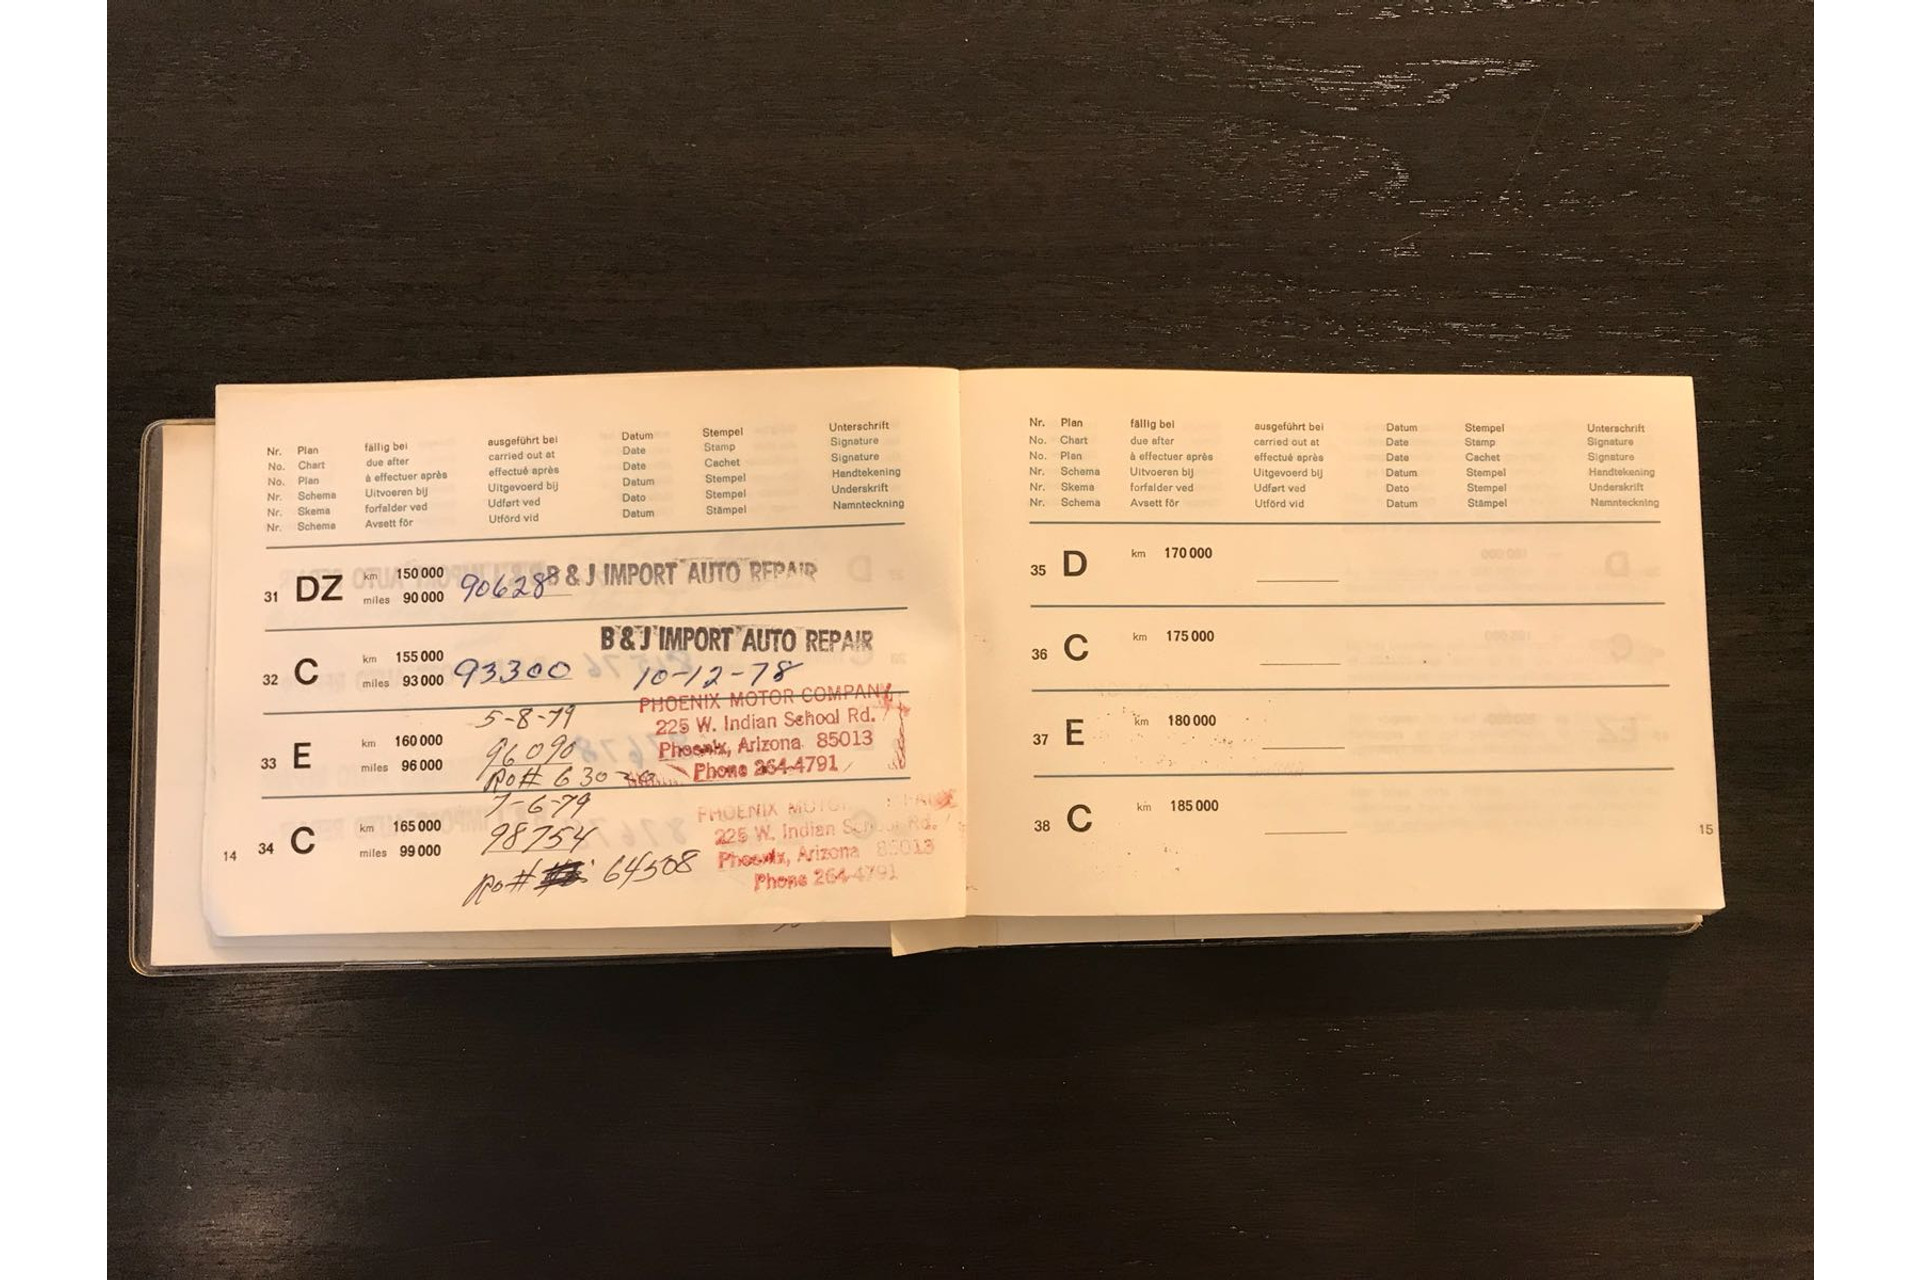 Nr. Plan fällig bei ausgeführt bei Datum Stempel Unterschrift
No. Chart due after carried out at Date Stamp Signature
No. Plan à effectuer après effectué après Date Cachet Signature
Nr. Schema Uitvoeren bij Uitgevoerd bij Datum Stempel Handtekening
Nr. Skema forfalder ved Udført ved Dato Stempel Underskrift
Nr. Schema Avsett för Utförd vid Datum Stämpel Namnteckning
31 DZ km 150 000
miles 90 000 90628 B & J IMPORT AUTO REPAIR
B & J IMPORT AUTO REPAIR
32 C km 155 000
miles 93 000 93300 10-12-78
5-8-79
33 E km 160 000
miles 96 000 96090
Ro# 630
PHOENIX MOTOR COMPANY
225 W. Indian School Rd.
Phoenix, Arizona 85013
Phone 264-4791
7-6-79
34 C km 165 000
miles 99 000 98754
Ro# 64508
PHOENIX MOTOR
225 W. Indian School Rd.
Phoenix, Arizona 85013
Phone 264-4791
14
Nr. Plan fällig bei ausgeführt bei Datum Stempel Unterschrift
No. Chart due after carried out at Date Stamp Signature
No. Plan à effectuer après effectué après Date Cachet Signature
Nr. Schema Uitvoeren bij Uitgevoerd bij Datum Stempel Handtekening
Nr. Skema forfalder ved Udført ved Dato Stempel Underskrift
Nr. Schema Avsett för Utförd vid Datum Stämpel Namnteckning
35 D km 170 000
36 C km 175 000
37 E km 180 000
38 C km 185 000
15